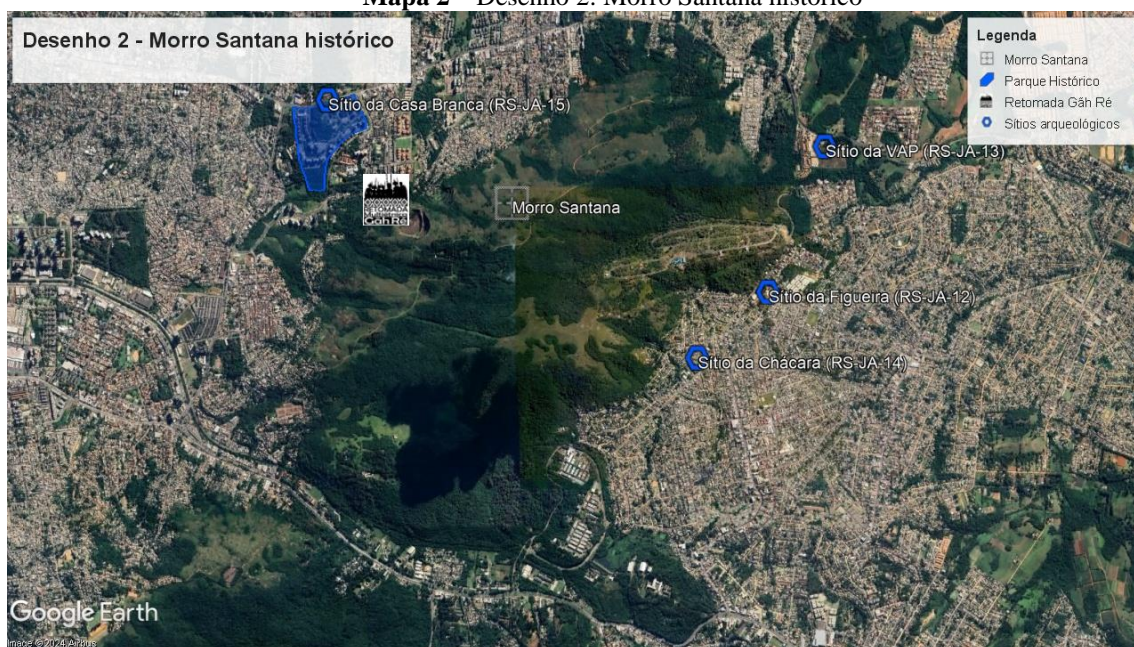 Mapa 2 – Desenho 2: Morro Santana histórico
Desenho 2 - Morro Santana histórico
Legenda
Morro Santana
Parque Histórico
Retomada Gãh Ré
Sítios arqueológicos
Sítio da Casa Branca (RS-JA-15)
Sítio da VAP (RS-JA-13)
Gãh Ré
Morro Santana
Sítio da Figueira (RS-JA-12)
Sítio da Chácara (RS-JA-14)
Google Earth
Image © 2024 Airbus